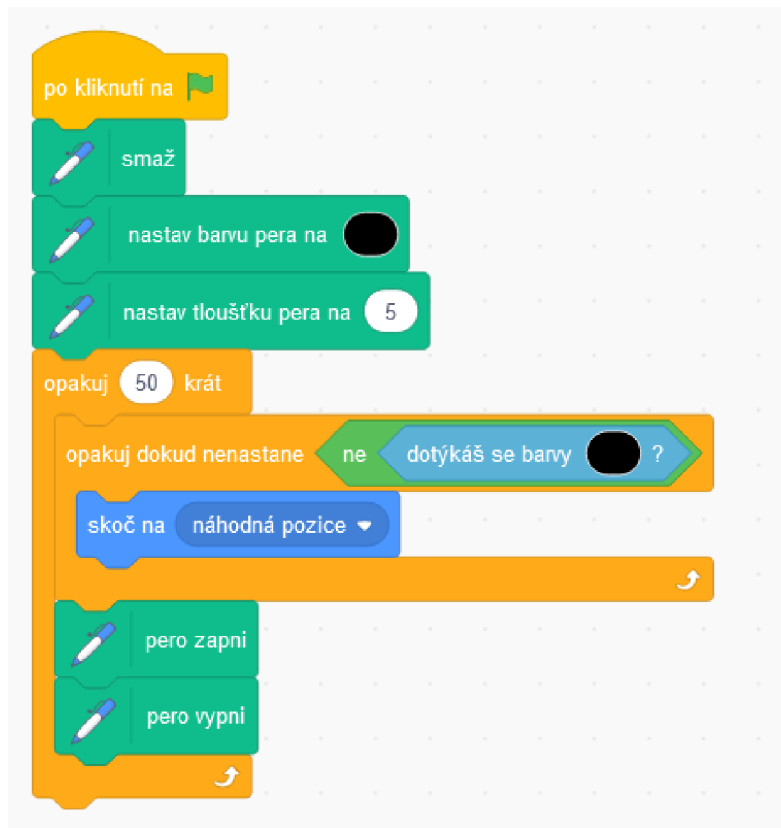 po kliknutí na
smaž
nastav barvu pera na
nastav tloušťku pera na 5
opakuj 50 krát
opakuj dokud nenastane ne dotýkáš se barvy ?
skoč na náhodná pozice
pero zapni
pero vypni